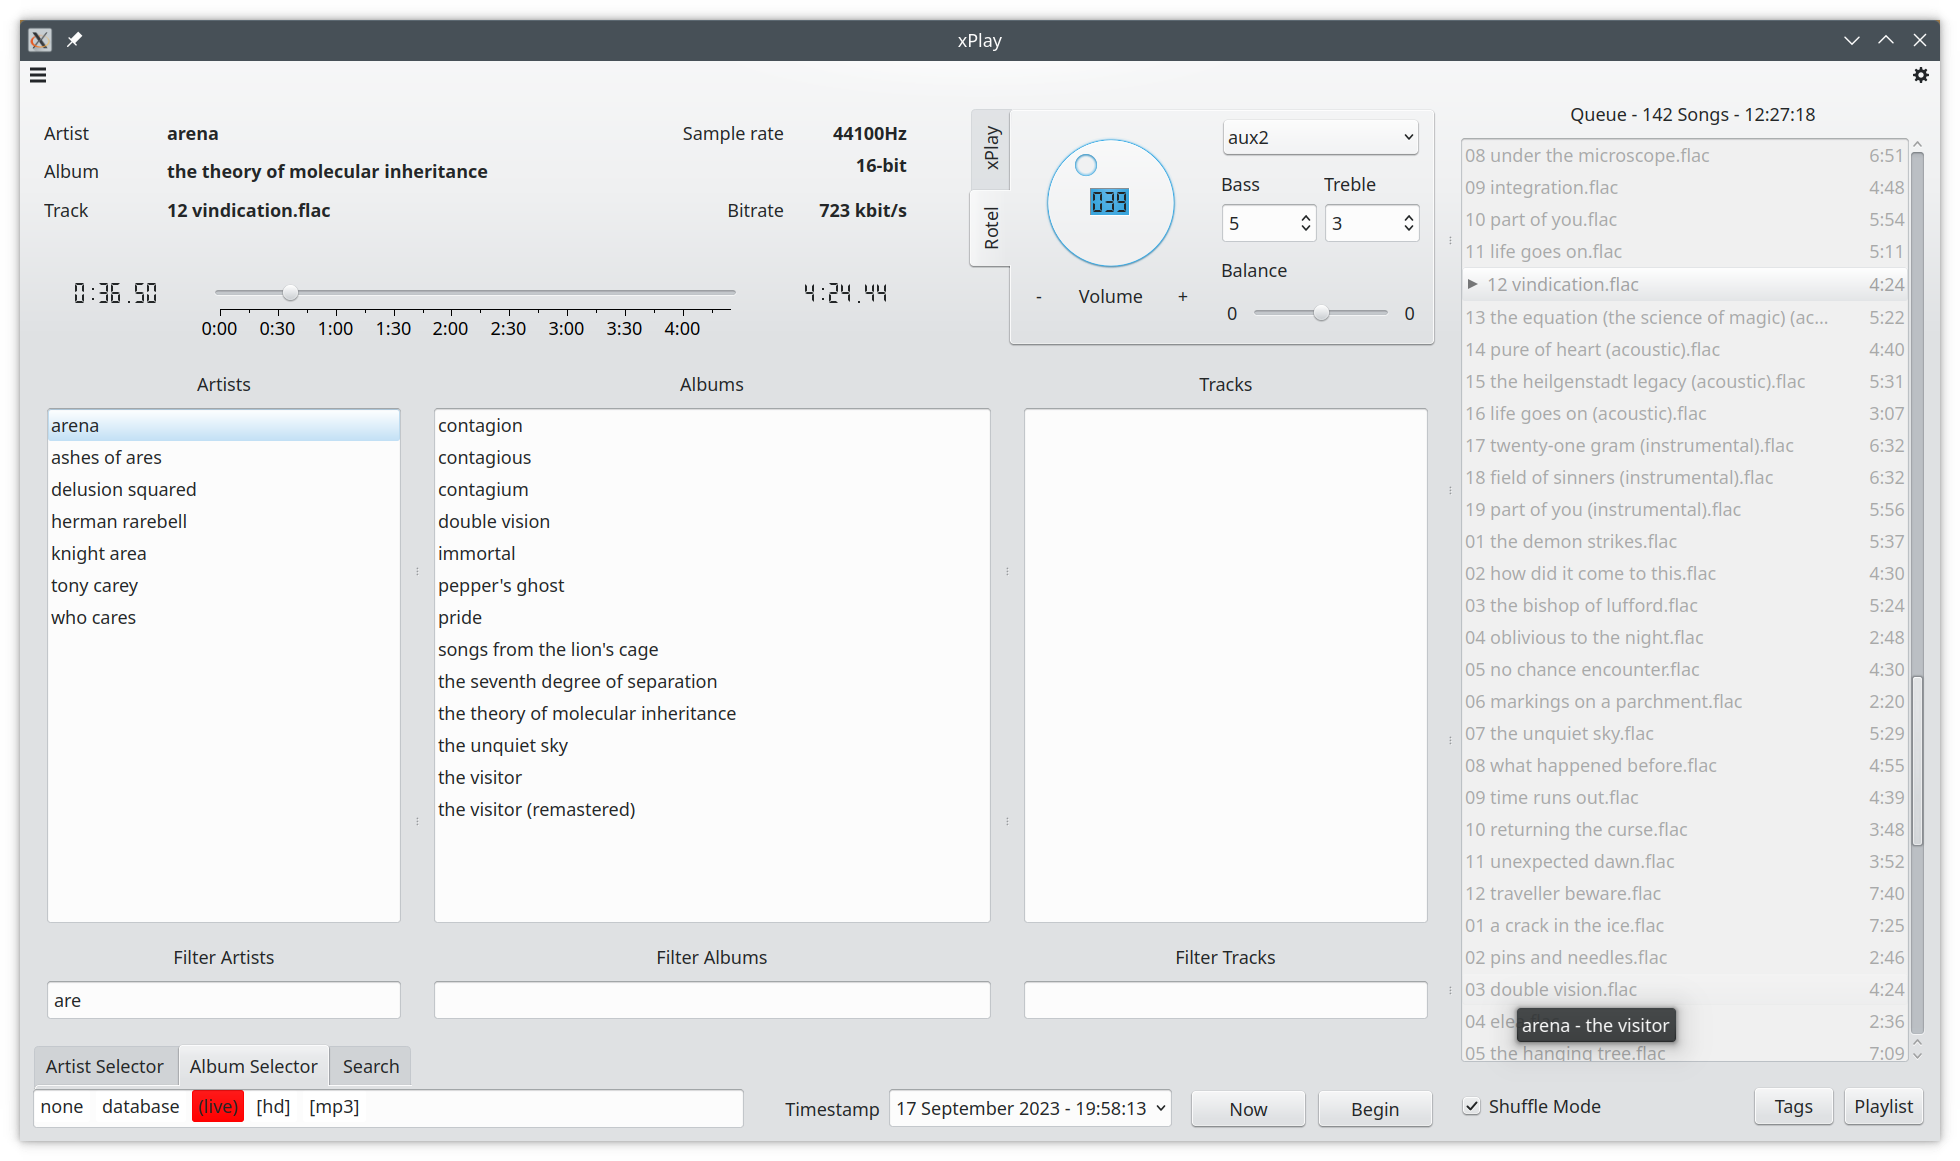 xPlay
Artist arena
Album the theory of molecular inheritance
Track 12 vindication.flac
Sample rate 44100Hz
16-bit
Bitrate 723 kbit/s
0:36.50
4:24.44
0:00 0:30 1:00 1:30 2:00 2:30 3:00 3:30 4:00
xPlay
Rotel
039
- Volume +
aux2
Bass Treble
5 3
Balance
0 0
Artists
arena
ashes of ares
delusion squared
herman rarebell
knight area
tony carey
who cares
Albums
contagion
contagious
contagium
double vision
immortal
pepper's ghost
pride
songs from the lion's cage
the seventh degree of separation
the theory of molecular inheritance
the unquiet sky
the visitor
the visitor (remastered)
Tracks
Filter Artists
are
Filter Albums
Filter Tracks
Artist Selector Album Selector Search
none database (live) [hd] [mp3]
Timestamp 17 September 2023 - 19:58:13 Now Begin
Queue - 142 Songs - 12:27:18
08 under the microscope.flac 6:51
09 integration.flac 4:48
10 part of you.flac 5:54
11 life goes on.flac 5:11
12 vindication.flac 4:24
13 the equation (the science of magic) (ac... 5:22
14 pure of heart (acoustic).flac 4:40
15 the heilgenstadt legacy (acoustic).flac 5:31
16 life goes on (acoustic).flac 3:07
17 twenty-one gram (instrumental).flac 6:32
18 field of sinners (instrumental).flac 6:32
19 part of you (instrumental).flac 5:56
01 the demon strikes.flac 5:37
02 how did it come to this.flac 4:30
03 the bishop of lufford.flac 5:24
04 oblivious to the night.flac 2:48
05 no chance encounter.flac 4:30
06 markings on a parchment.flac 2:20
07 the unquiet sky.flac 5:29
08 what happened before.flac 4:55
09 time runs out.flac 4:39
10 returning the curse.flac 3:48
11 unexpected dawn.flac 3:52
12 traveller beware.flac 7:40
01 a crack in the ice.flac 7:25
02 pins and needles.flac 2:46
03 double vision.flac 4:24
04 2:36
arena - the visitor
05 the hanging tree.flac 7:09
Shuffle Mode Tags Playlist